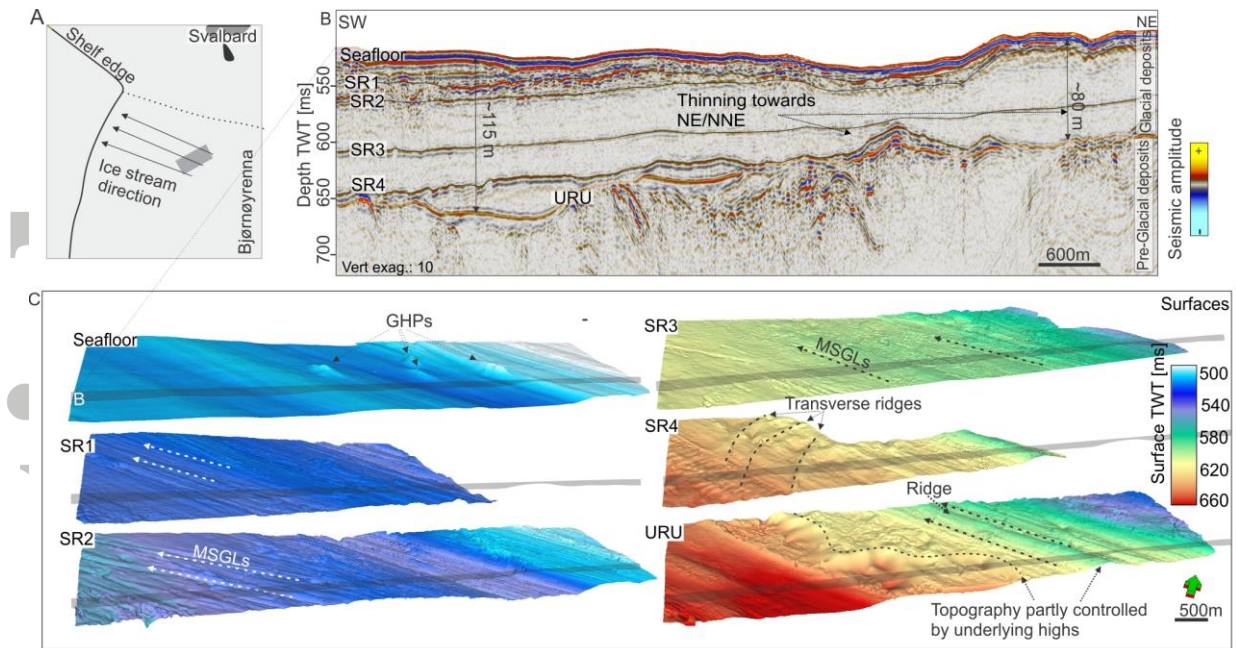 A
Shelf edge
Svalbard
Ice stream
direction
Bjørnøyrenna
B
SW
NE
Seafloor
SR1
SR2
SR3
SR4
URU
550
600
650
700
Depth TWT [ms]
~115 m
Thinning towards
NE/NNE
~80 m
Glacial deposits
Pre-Glacial deposits
Vert exag.: 10
600m
+
-
Seismic amplitude
C
Seafloor
GHPs
-
B
SR1
SR2
MSGLs
SR3
MSGLs
Surfaces
Surface TWT [ms]
500
540
580
620
660
SR4
Transverse ridges
URU
Ridge
Topography partly controlled
by underlying highs
500m